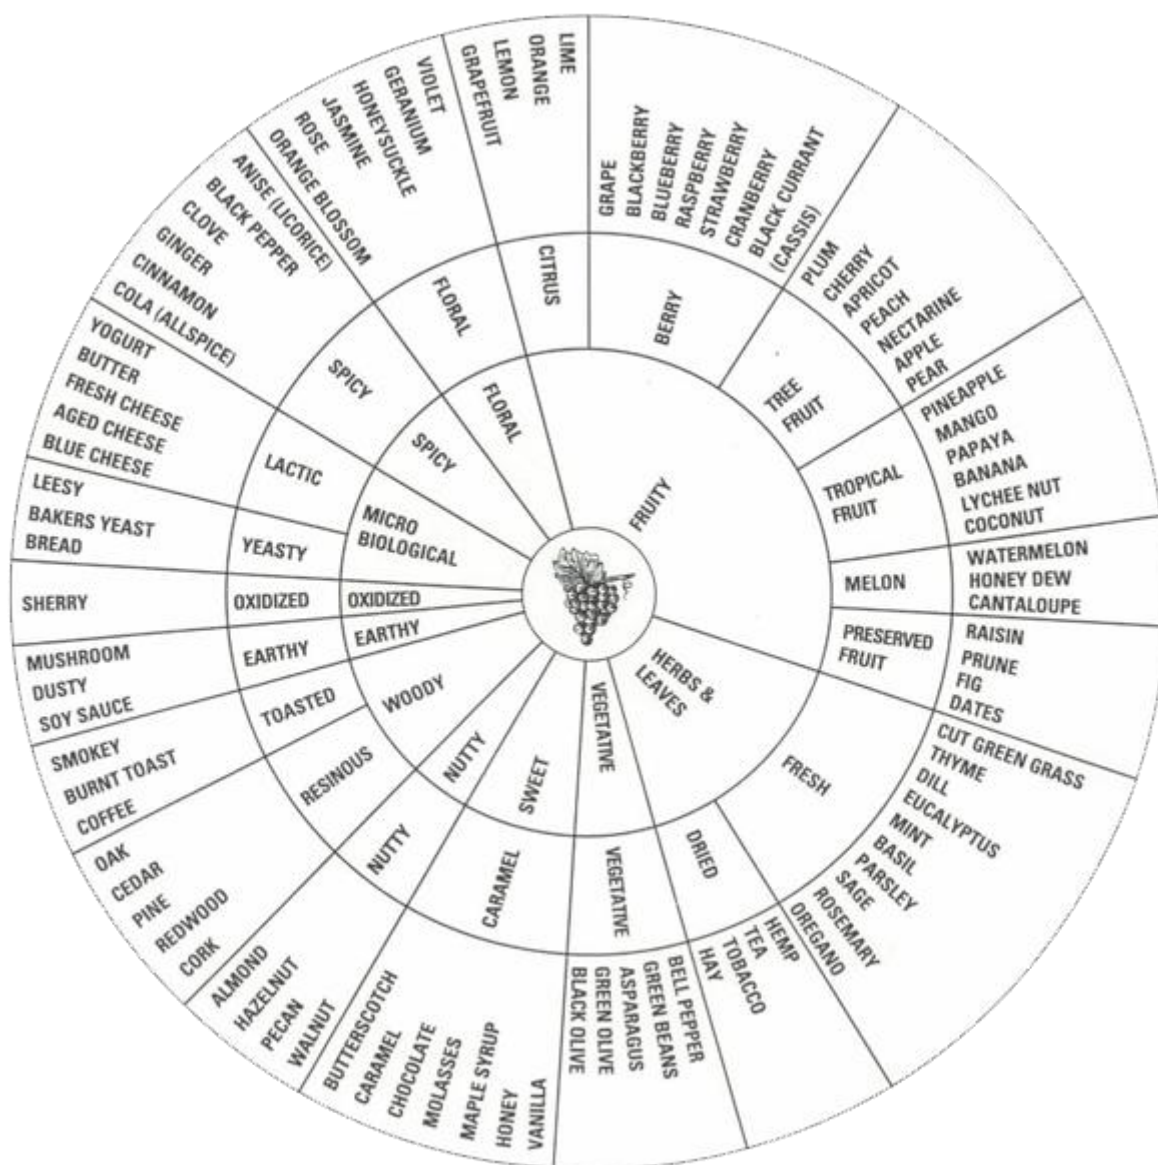 FRUITY
CITRUS
LIME
ORANGE
LEMON
GRAPEFRUIT
BERRY
GRAPE
BLACKBERRY
BLUEBERRY
RASPBERRY
STRAWBERRY
CRANBERRY
BLACK CURRANT
(CASSIS)
TREE
FRUIT
PLUM
CHERRY
APRICOT
PEACH
NECTARINE
APPLE
PEAR
TROPICAL
FRUIT
PINEAPPLE
MANGO
PAPAYA
BANANA
LYCHEE NUT
COCONUT
MELON
WATERMELON
HONEY DEW
CANTALOUPE
PRESERVED
FRUIT
RAISIN
PRUNE
FIG
DATES
HERBS &
LEAVES
FRESH
CUT GREEN GRASS
THYME
DILL
EUCALYPTUS
MINT
BASIL
PARSLEY
SAGE
ROSEMARY
OREGANO
DRIED
HEMP
TEA
TOBACCO
HAY
VEGETATIVE
VEGETATIVE
BELL PEPPER
GREEN BEANS
ASPARAGUS
GREEN OLIVE
BLACK OLIVE
SWEET
CARAMEL
VANILLA
HONEY
MAPLE SYRUP
MOLASSES
CHOCOLATE
CARAMEL
BUTTERSCOTCH
NUTTY
NUTTY
WALNUT
PECAN
HAZELNUT
ALMOND
WOODY
RESINOUS
CORK
REDWOOD
PINE
CEDAR
OAK
TOASTED
COFFEE
BURNT TOAST
SMOKEY
EARTHY
EARTHY
SOY SAUCE
DUSTY
MUSHROOM
OXIDIZED
OXIDIZED
SHERRY
MICRO
BIOLOGICAL
YEASTY
BREAD
BAKERS YEAST
LEESY
LACTIC
BLUE CHEESE
AGED CHEESE
FRESH CHEESE
BUTTER
YOGURT
SPICY
SPICY
COLA (ALLSPICE)
CINNAMON
GINGER
CLOVE
BLACK PEPPER
ANISE (LICORICE)
FLORAL
FLORAL
ORANGE BLOSSOM
ROSE
JASMINE
HONEYSUCKLE
GERANIUM
VIOLET